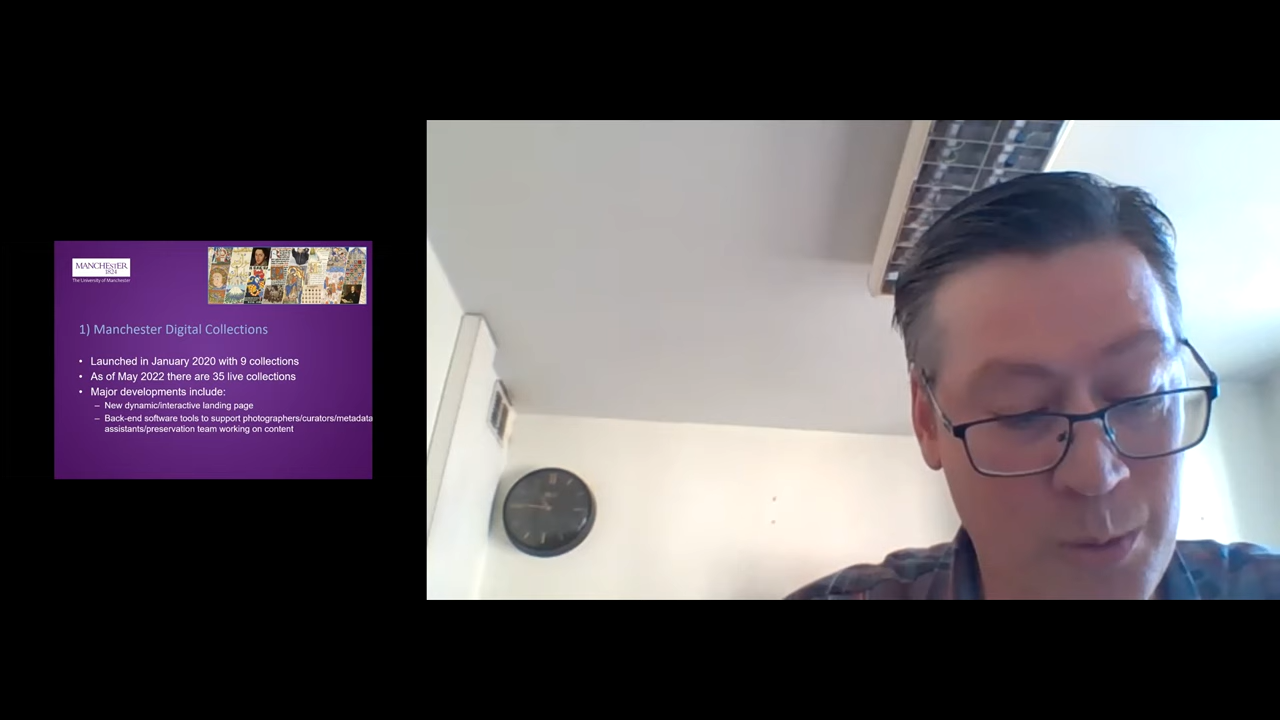 MANCHESTER
1824
The University of Manchester
1) Manchester Digital Collections
• Launched in January 2020 with 9 collections
• As of May 2022 there are 35 live collections
• Major developments include:
– New dynamic/interactive landing page
– Back-end software tools to support photographers/curators/metadata
assistants/preservation team working on content